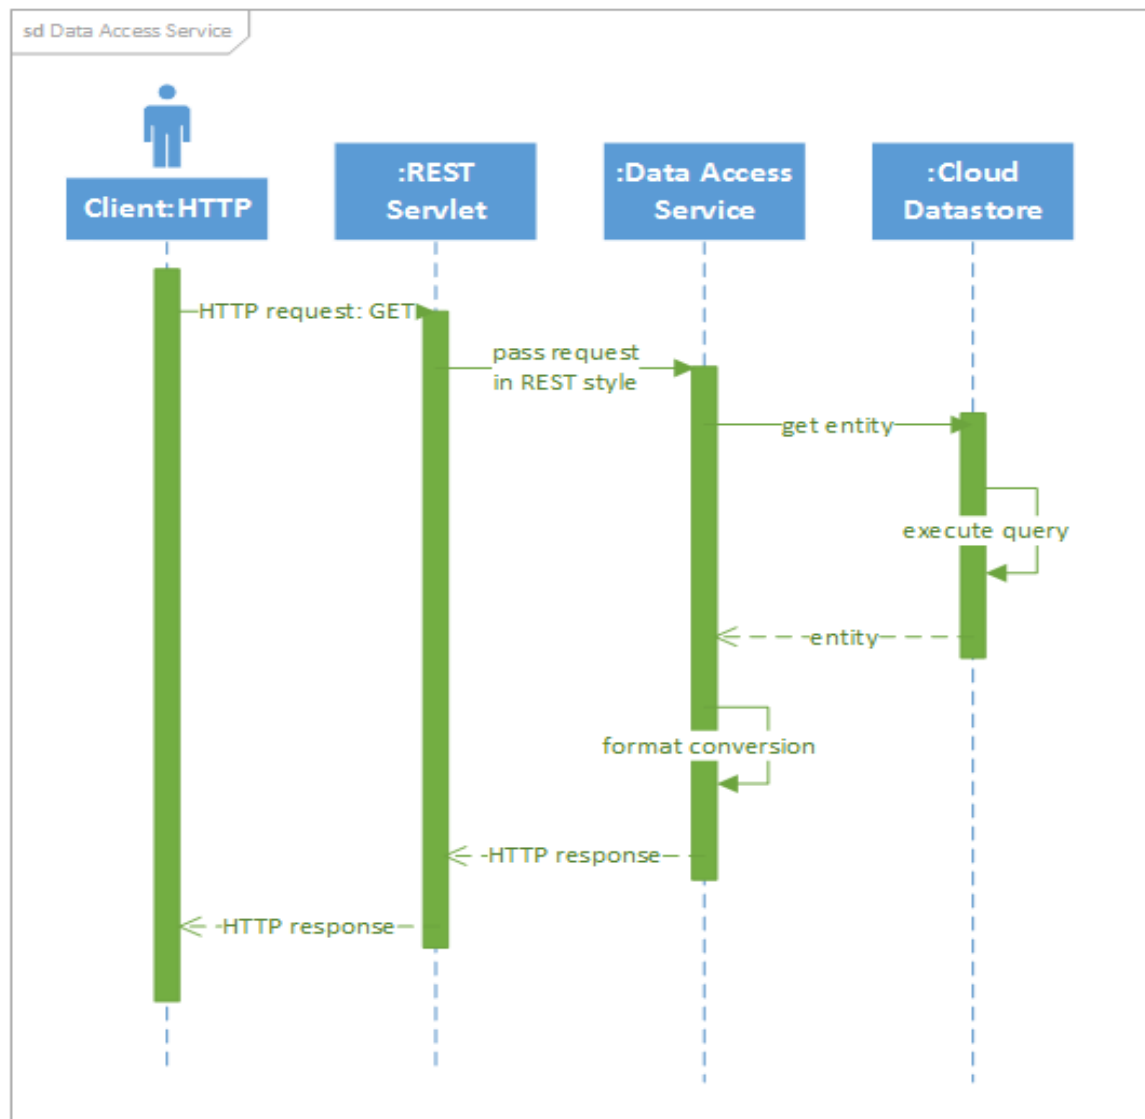 sd Data Access Service
Client:HTTP
:REST
Servlet
:Data Access
Service
:Cloud
Datastore
HTTP request: GET
pass request
in REST style
get entity
execute query
entity
format conversion
HTTP response
HTTP response